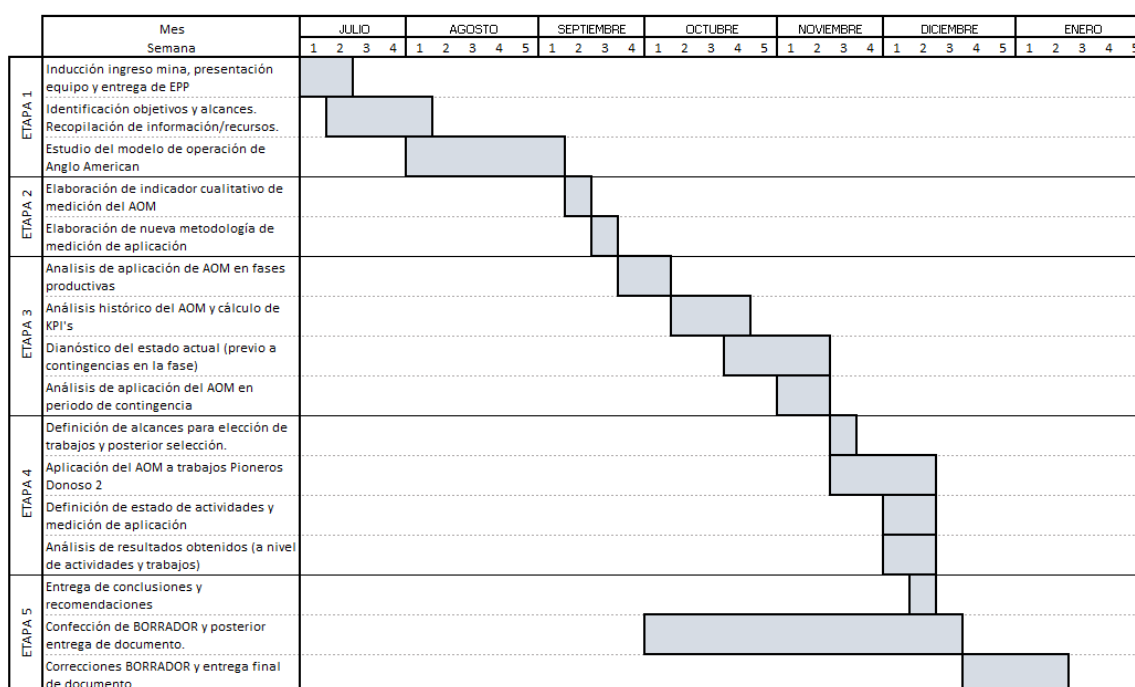 Mes
JULIO AGOSTO SEPTIEMBRE OCTUBRE NOVIEMBRE DICIEMBRE ENERO
Semana
1 2 3 4 1 2 3 4 5 1 2 3 4 1 2 3 4 5 1 2 3 4 1 2 3 4 5 1 2 3 4 5
ETAPA 1
Inducción ingreso mina, presentación
equipo y entrega de EPP
Identificación objetivos y alcances.
Recopilación de información/recursos.
Estudio del modelo de operación de
Anglo American
ETAPA 2
Elaboración de indicador cualitativo de
medición del AOM
Elaboración de nueva metodología de
medición de aplicación
ETAPA 3
Analisis de aplicación de AOM en fases
productivas
Análisis histórico del AOM y cálculo de
KPI's
Dianóstico del estado actual (previo a
contingencias en la fase)
Análisis de aplicación del AOM en
periodo de contingencia
ETAPA 4
Definición de alcances para elección de
trabajos y posterior selección.
Aplicación del AOM a trabajos Pioneros
Donoso 2
Definición de estado de actividades y
medición de aplicación
Análisis de resultados obtenidos (a nivel
de actividades y trabajos)
ETAPA 5
Entrega de conclusiones y
recomendaciones
Confección de BORRADOR y posterior
entrega de documento.
Correcciones BORRADOR y entrega final
de documento